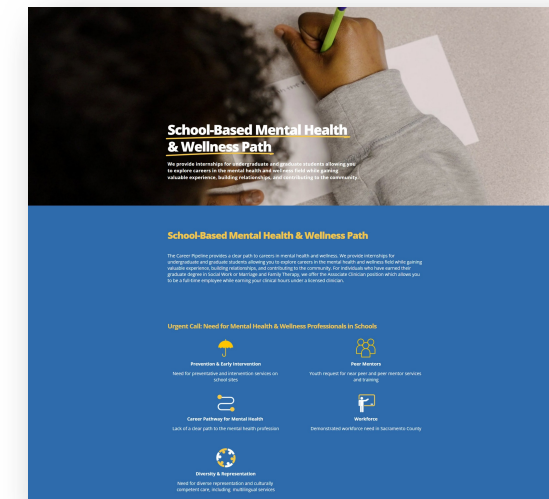 School-Based Mental Health
& Wellness Path
We provide internships for undergraduate and graduate students allowing you
to explore careers in the mental health and wellness field while gaining
valuable experience, building relationships, and contributing to the community.
School-Based Mental Health & Wellness Path
The Career Pipeline provides a clear path to careers in mental health and wellness. We provide internships for
undergraduate and graduate students allowing you to explore careers in the mental health and wellness field while gaining
valuable experience, building relationships, and contributing to the community. For individuals who have earned their
graduate degree in Social Work or Marriage and Family Therapy, we offer the Associate Clinician position which allows you
to be a full-time employee while earning your clinical hours under a licensed clinician.
Urgent Call: Need for Mental Health & Wellness Professionals in Schools
Prevention & Early Intervention
Need for preventative and intervention services on
school sites
Peer Mentors
Youth request for near peer and peer mentor services
and training
Career Pathway for Mental Health
Lack of a clear path to the mental health profession
Workforce
Demonstrated workforce need in Sacramento County
Diversity & Representation
Need for diverse representation and culturally
competent care, including multilingual services